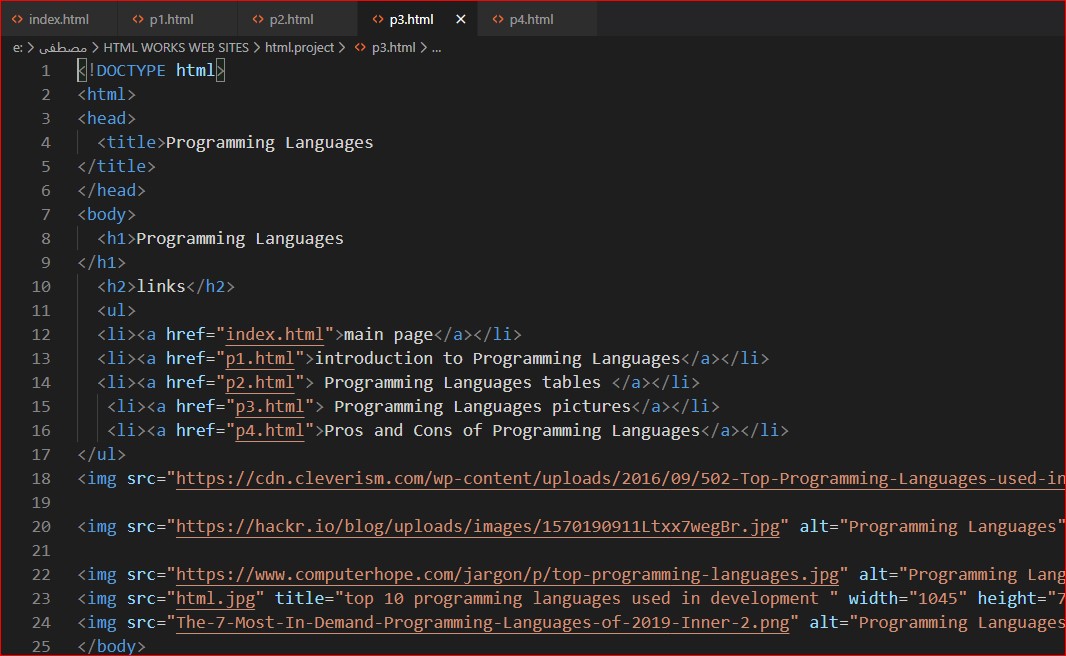 index.html p1.html p2.html p3.html p4.html
e: > مصطفى > HTML WORKS WEB SITES > html.project > p3.html > ...
1 <!DOCTYPE html>
2 <html>
3 <head>
4 <title>Programming Languages
5 </title>
6 </head>
7 <body>
8 <h1>Programming Languages
9 </h1>
10 <h2>links</h2>
11 <ul>
12 <li><a href="index.html">main page</a></li>
13 <li><a href="p1.html">introduction to Programming Languages</a></li>
14 <li><a href="p2.html"> Programming Languages tables </a></li>
15 <li><a href="p3.html"> Programming Languages pictures</a></li>
16 <li><a href="p4.html">Pros and Cons of Programming Languages</a></li>
17 </ul>
18 <img src="https://cdn.cleverism.com/wp-content/uploads/2016/09/502-Top-Programming-Languages-used-in
19
20 <img src="https://hackr.io/blog/uploads/images/1570190911Ltxx7wegBr.jpg" alt="Programming Languages"
21
22 <img src="https://www.computerhope.com/jargon/p/top-programming-languages.jpg" alt="Programming Lang
23 <img src="html.jpg" title="top 10 programming languages used in development " width="1045" height="7
24 <img src="The-7-Most-In-Demand-Programming-Languages-of-2019-Inner-2.png" alt="Programming Languages
25 </body>